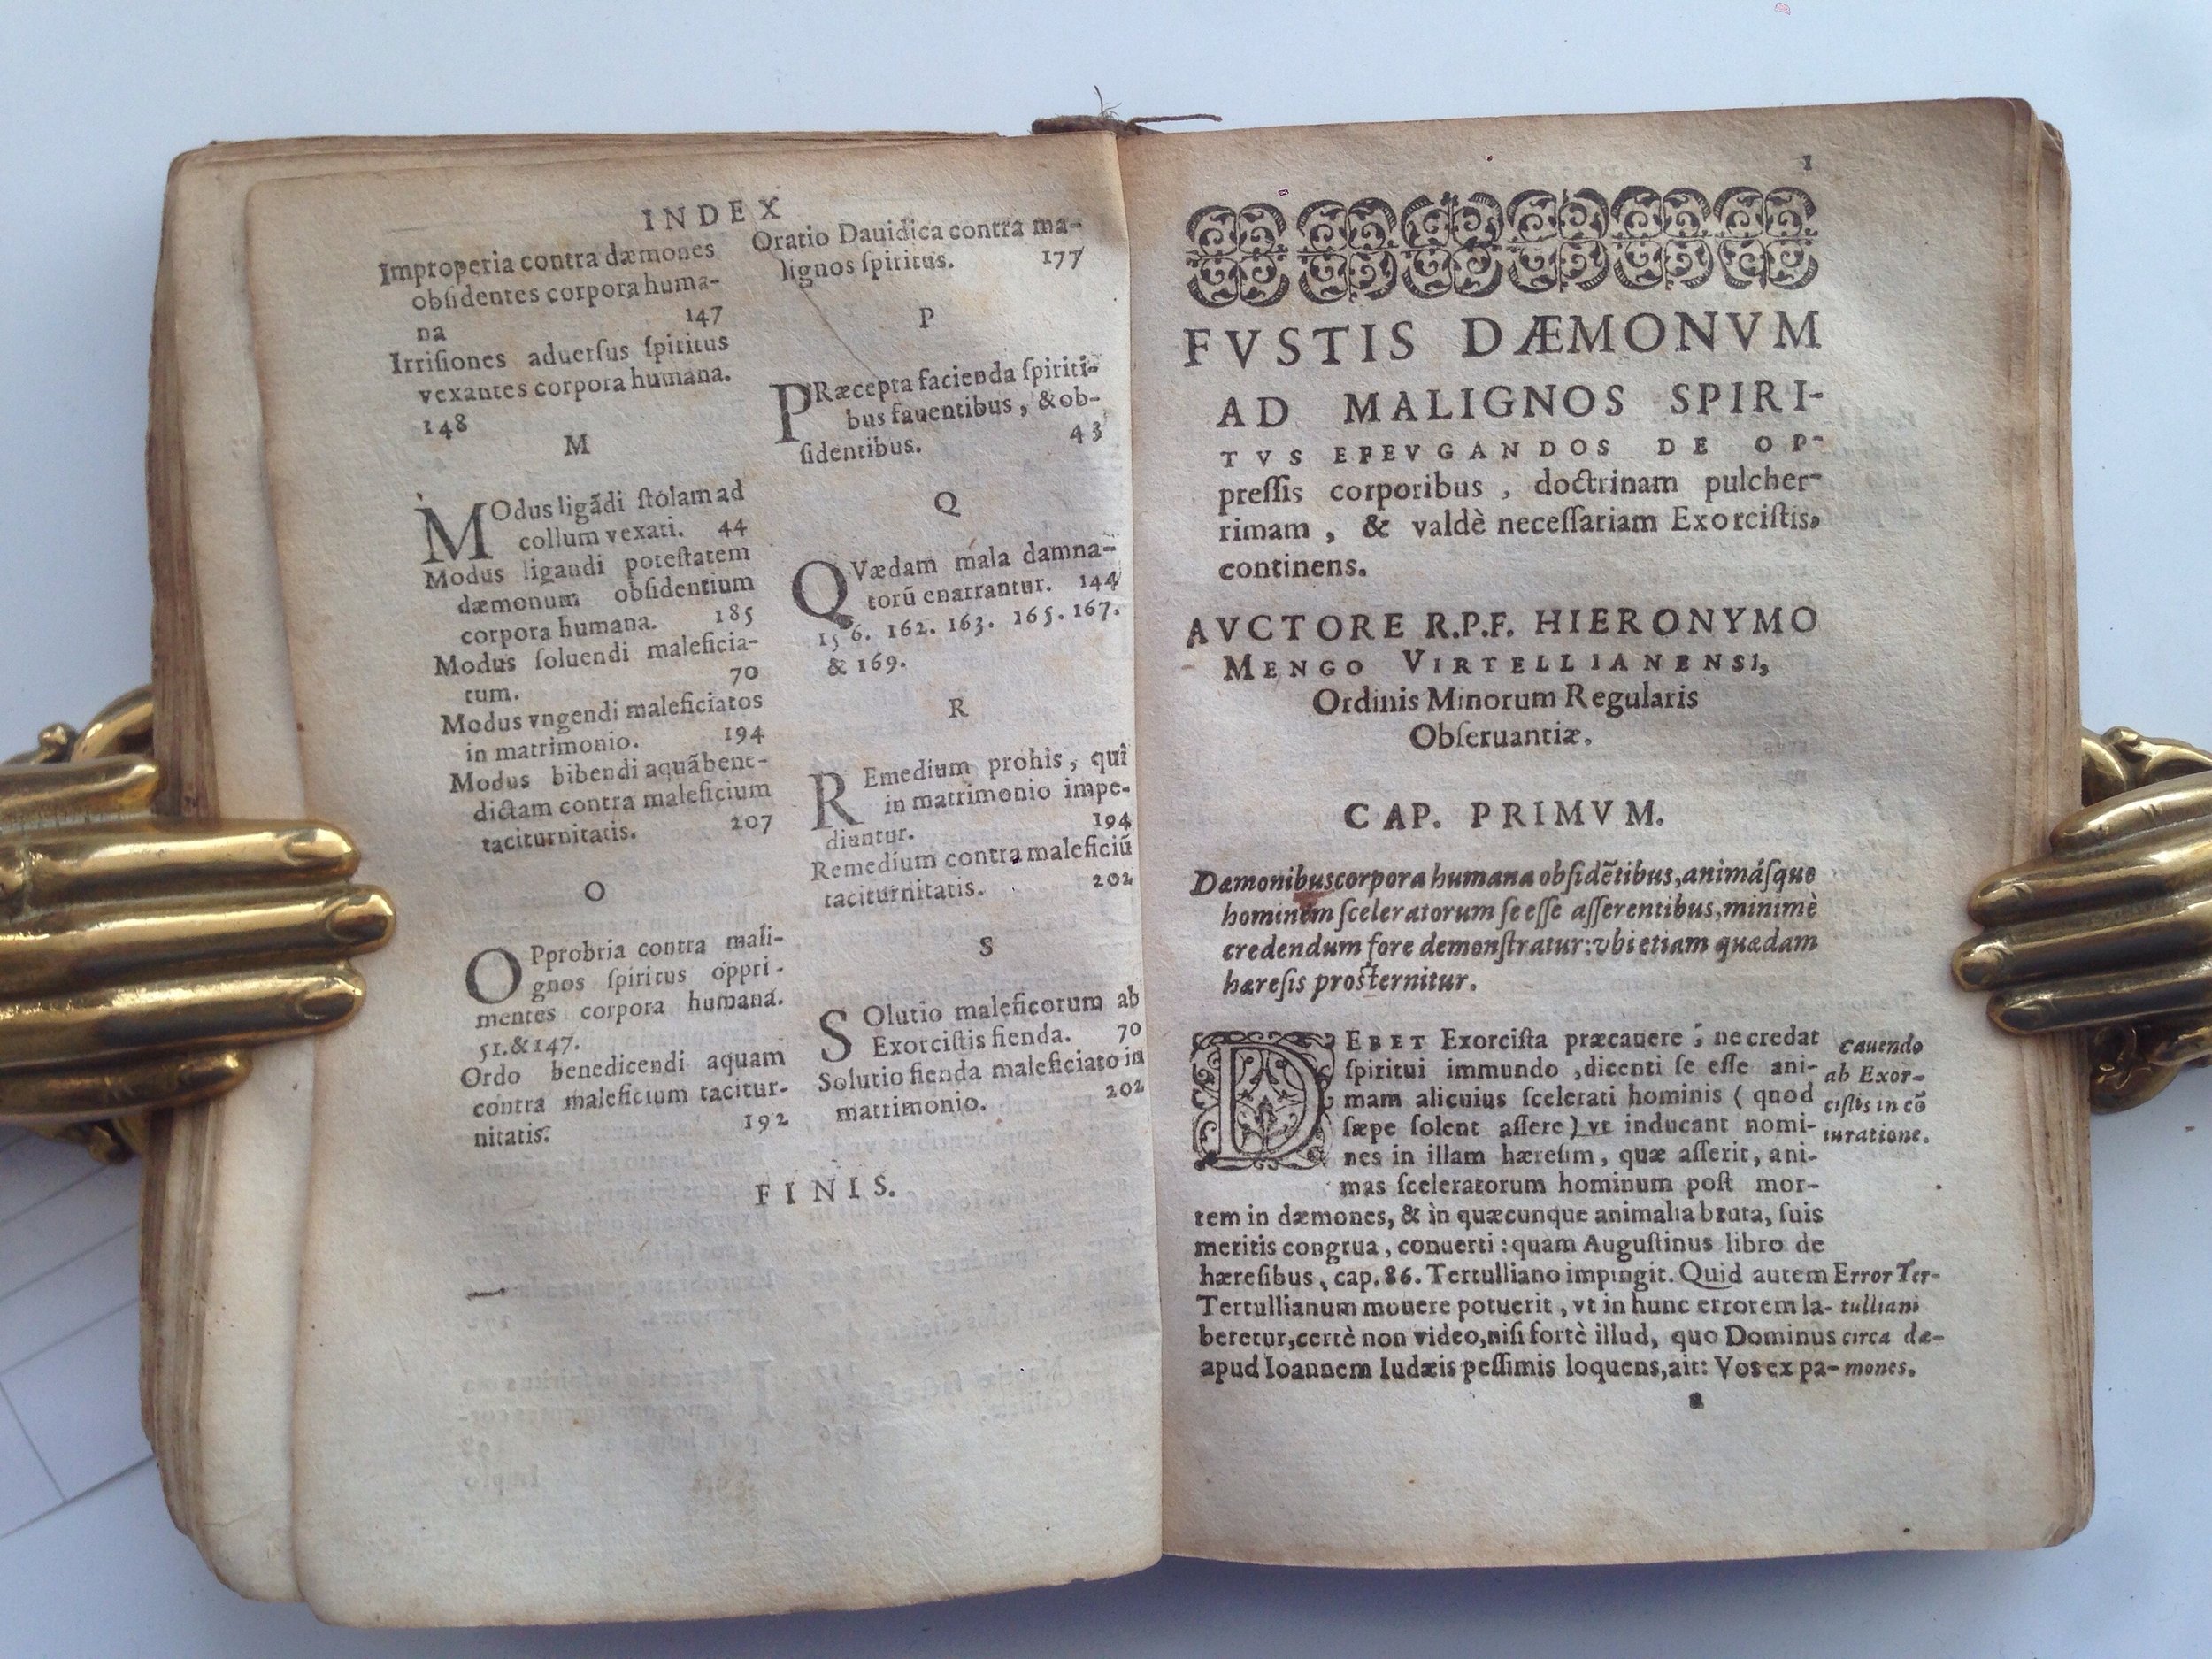 INDEX
Improperia contra dæmones
obſidentes corpora huma-
na 147
Irriſiones aduerſus ſpiritus
vexantes corpora humana.
148
M
MOdus ligãdi ſtolam ad
collum vexati. 44
Modus ligandi poteſtatem
dæmonum obſidentium
corpora humana. 185
Modus ſoluendi maleficia-
tum. 70
Modus vngendi maleficiatos
in matrimonio. 194
Modus bibendi aquã bene-
dictam contra maleficium
taciturnitatis. 207
O
OPprobria contra mali-
gnos ſpiritus oppri-
mentes corpora humana.
51.&147.
Ordo benedicendi aquam
contra maleficium tacitur-
nitatis. 192
Oratio Dauidica contra ma-
lignos ſpiritus. 177
P
PRæcepta facienda ſpiriti-
bus fauentibus, & ob-
ſidentibus. 43
Q
QVædam mala damna-
torũ enarrantur. 144
156. 162. 163. 165. 167.
& 169.
R
REmedium pro his, qui
in matrimonio impe-
diuntur. 194
Remedium contra maleficiũ
taciturnitatis. 202
S
SOlutio maleficorum ab
Exorciſtis fienda. 70
Solutio fienda maleficiato in
matrimonio. 202
FINIS.
1
FVSTIS DÆMONVM
AD MALIGNOS SPIRI-
TVS EFFVGANDOS DE OP-
preſſis corporibus, doctrinam pulcher-
rimam, & valdè neceſſariam Exorciſtis,
continens.
AVCTORE R.P.F. HIERONYMO
MENGO VIRTELLIANENSI,
Ordinis Minorum Regularis
Obſeruantiæ.
CAP. PRIMVM.
Dæmonibus corpora humana obſidẽtibus, animáſque
hominem ſceleratorum ſe eſſe aſſerentibus, minimè
credendum fore demonſtratur: vbi etiam quædam
hæreſis proſternitur.
DEBET Exorciſta præcauere, ne credat
ſpiritui immundo, dicenti ſe eſſe ani-
mam alicuius ſcelerati hominis (quod
ſæpe ſolent aſſere) vt inducant nomi-
nes in illam hæreſim, quæ aſſerit, ani-
mas ſceleratorum hominum poſt mor-
tem in dæmones, & in quæcunque animalia bruta, ſuis
meritis congrua, conuerti: quam Auguſtinus libro de
hæreſibus, cap. 86. Tertulliano impingit. Quid autem
Tertullianum mouere potuerit, vt in hunc errorem la-
beretur, certè non video, niſi fortè illud, quo Dominus
apud Ioannem Iudæis peſſimis loquens, ait: Vos ex pa-
Cauendo
ab Exor-
ciſtis in cõ
iuratione.
Error Ter-
tulliani
circa dæ-
mones.